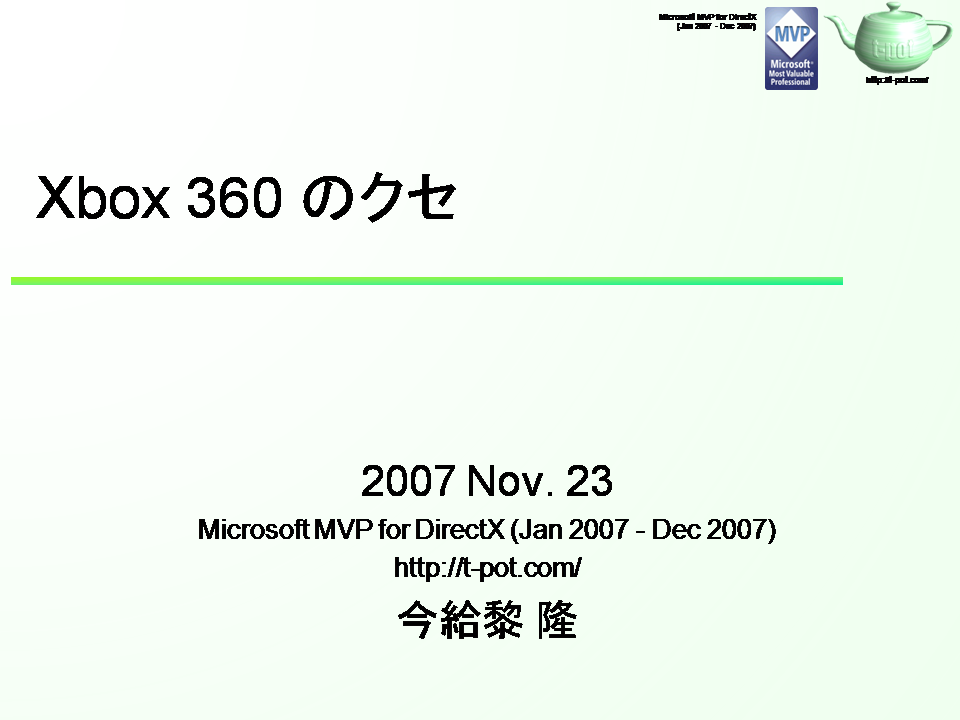 Microsoft MVP for DirectX
(Jan 2007 - Dec 2007)
MVP
Microsoft®
Most Valuable
Professional
t-pot
http://t-pot.com/
Xbox 360 のクセ
2007 Nov. 23
Microsoft MVP for DirectX (Jan 2007 - Dec 2007)
http://t-pot.com/
今給黎 隆